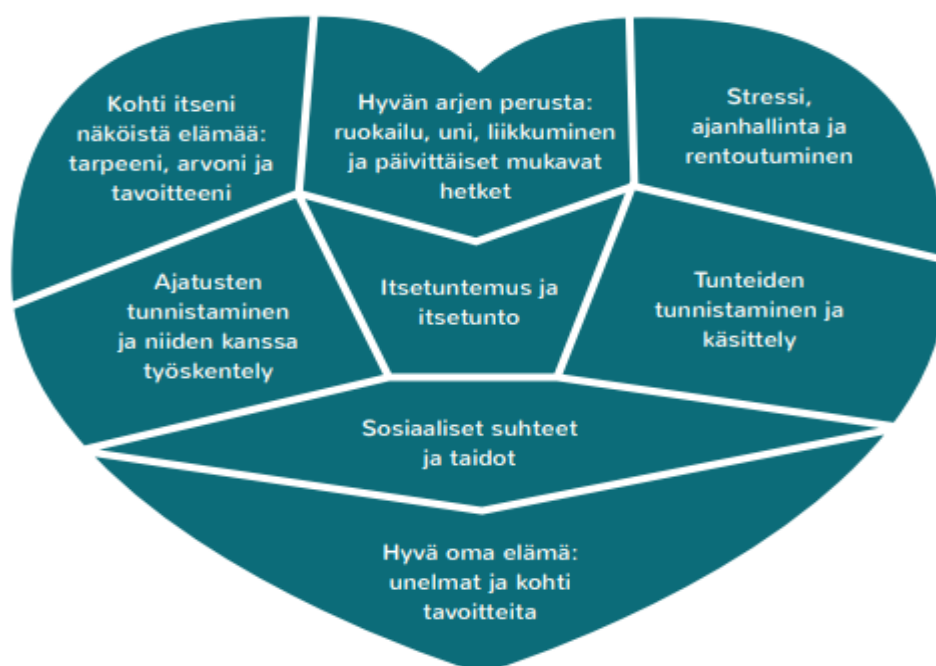 Kohti itseni
näköistä elämää:
tarpeeni, arvoni ja
tavoitteeni
Hyvän arjen perusta:
ruokailu, uni, liikkuminen
ja päivittäiset mukavat
hetket
Stressi,
ajanhallinta ja
rentoutuminen
Ajatusten
tunnistaminen
ja niiden kanssa
työskentely
Itsetuntemus ja
itsetunto
Tunteiden
tunnistaminen ja
käsittely
Sosiaaliset suhteet
ja taidot
Hyvä oma elämä:
unelmat ja kohti
tavoitteita